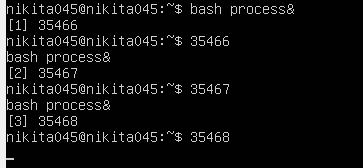 nikita045@nikita045:~$ bash process&
[1] 35466
nikita045@nikita045:~$ 35466
bash process&
[2] 35467
nikita045@nikita045:~$ 35467
bash process&
[3] 35468
nikita045@nikita045:~$ 35468